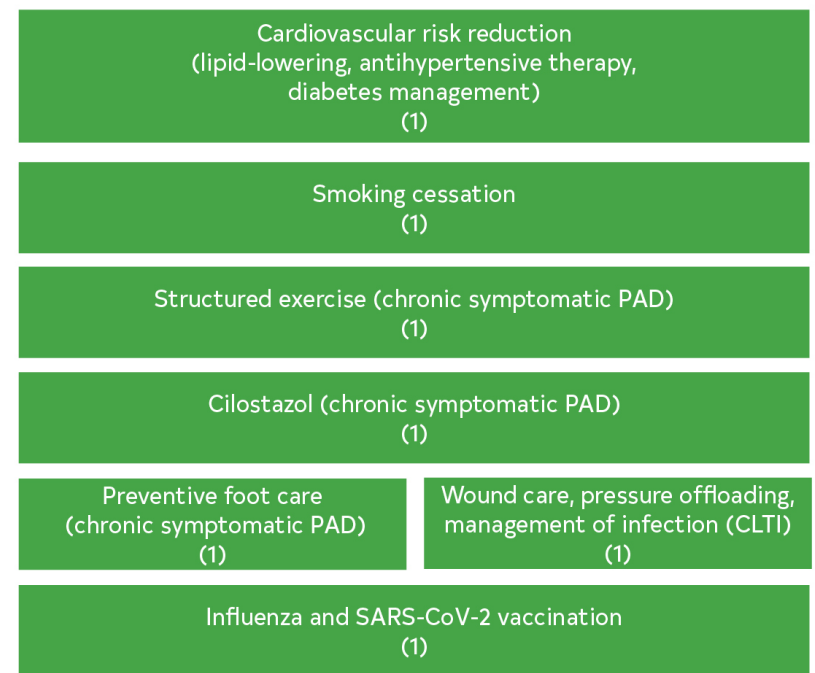 Cardiovascular risk reduction
(lipid-lowering, antihypertensive therapy,
diabetes management)
(1)
Smoking cessation
(1)
Structured exercise (chronic symptomatic PAD)
(1)
Cilostazol (chronic symptomatic PAD)
(1)
Preventive foot care
(chronic symptomatic PAD)
(1)
Wound care, pressure offloading,
management of infection (CLTI)
(1)
Influenza and SARS-CoV-2 vaccination
(1)